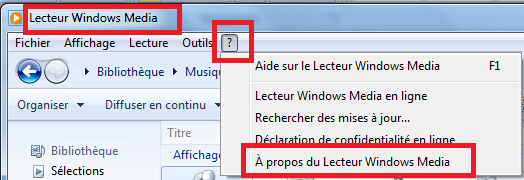 Lecteur Windows Media
Fichier Affichage Lecture Outils ?
Aide sur le Lecteur Windows Media F1
Lecteur Windows Media en ligne
Rechercher des mises à jour...
Déclaration de confidentialité en ligne
À propos du Lecteur Windows Media
Bibliothèque Musiqu
Organiser Diffuser en continu
Titre
Bibliothèque
Affichag
Sélections